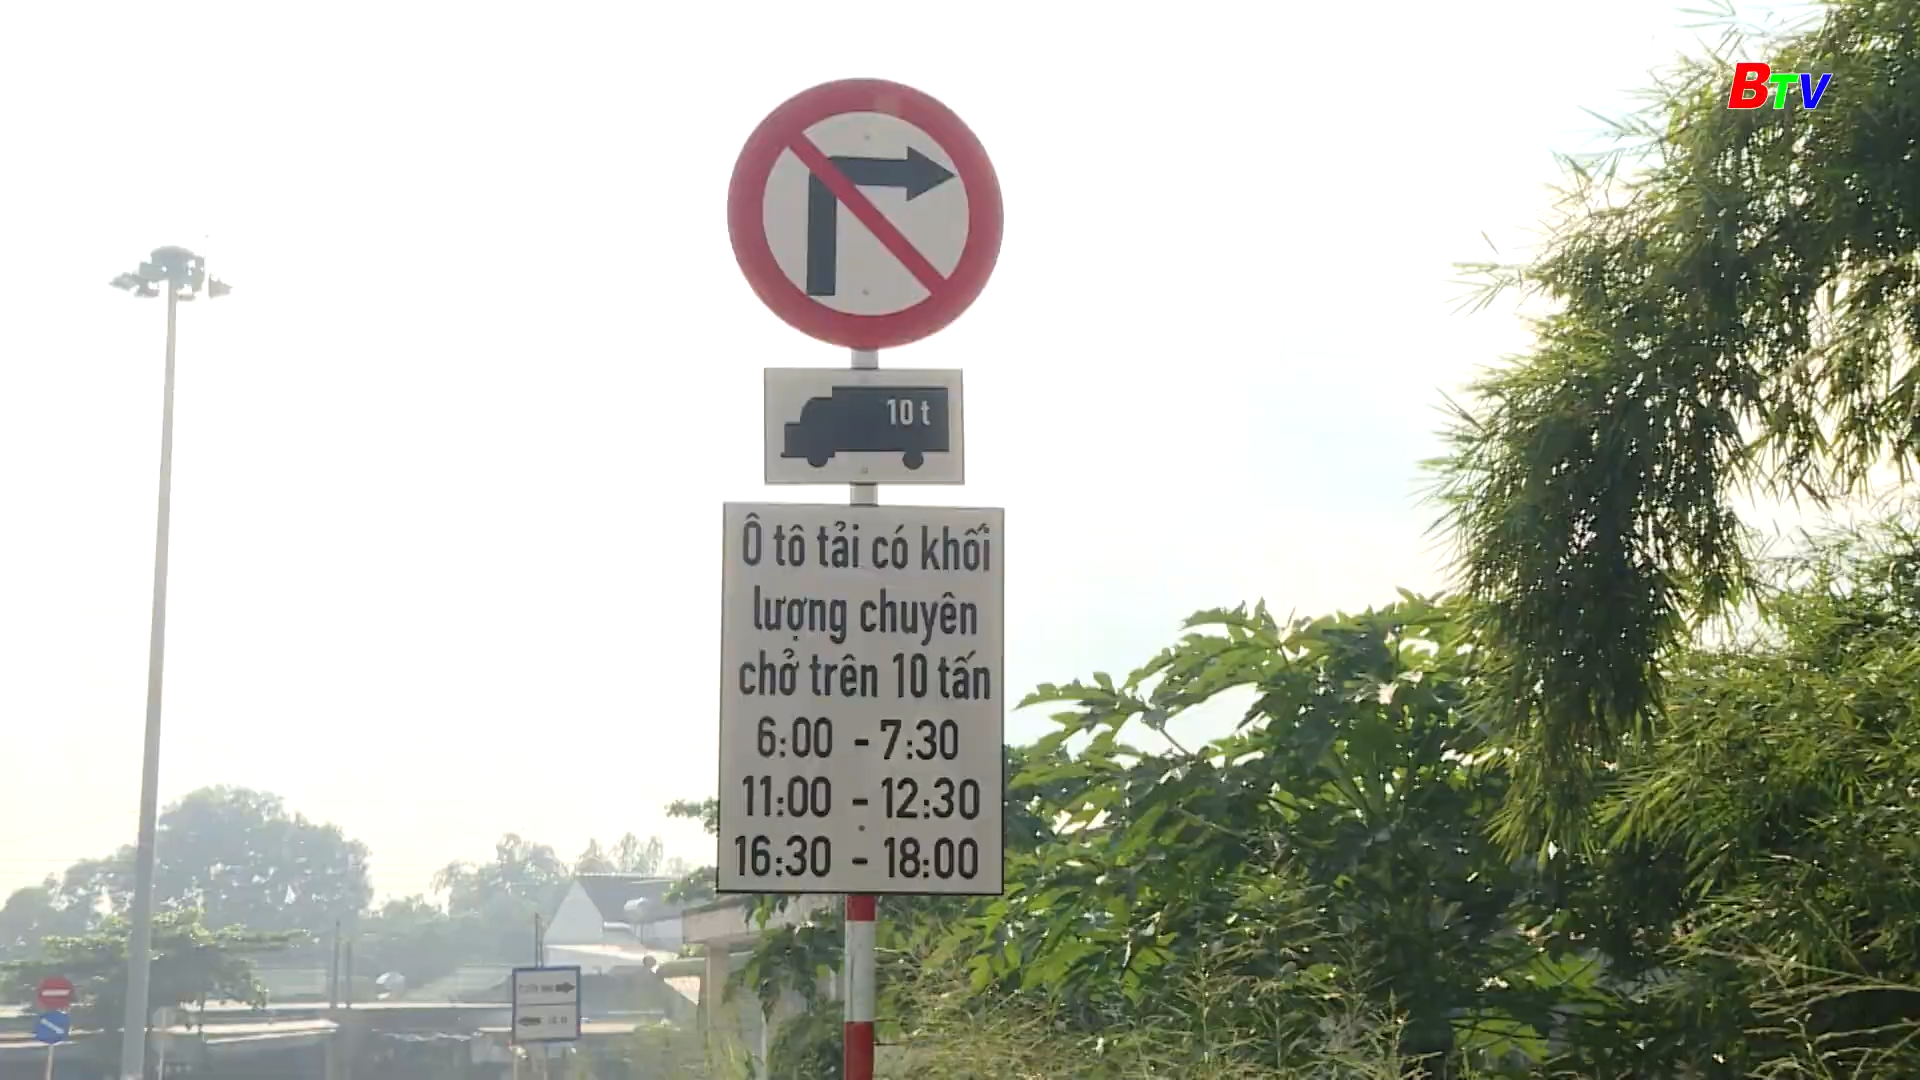 BTV
10 t
Ô tô tải có khối
lượng chuyên
chở trên 10 tấn
6:00 - 7:30
11:00 - 12:30
16:30 - 18:00